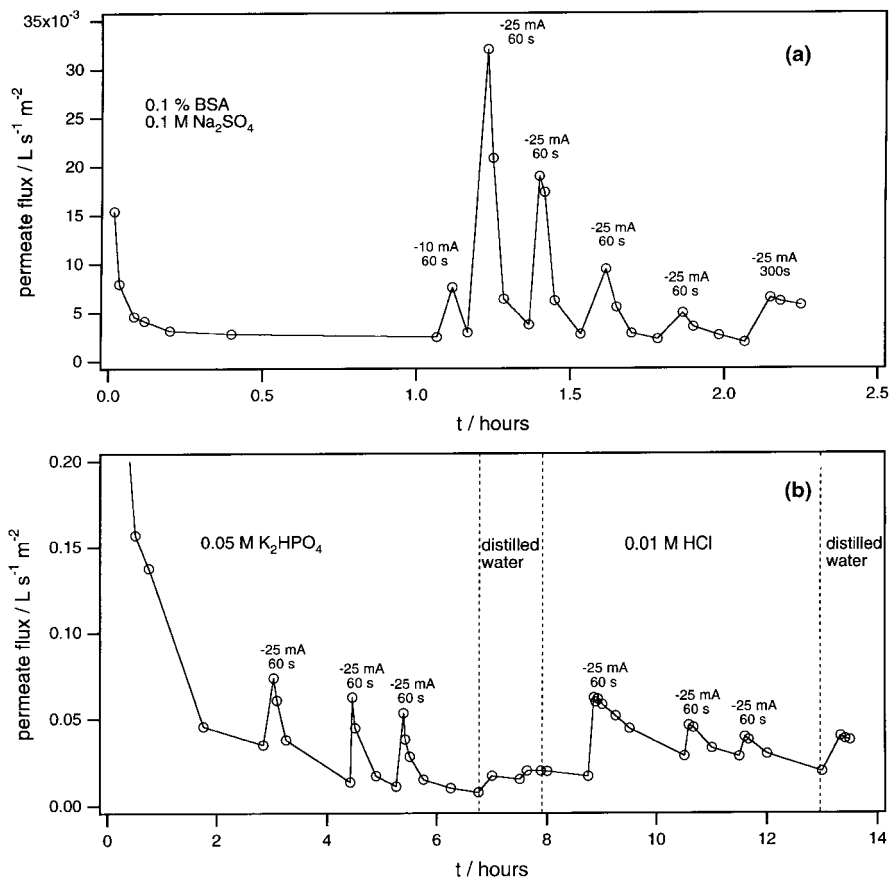 35x10-3
30
25
20
15
10
5
0
permeate flux / L s-1 m-2
0.1 % BSA
0.1 M Na2SO4
(a)
-10 mA
60 s
-25 mA
60 s
-25 mA
60 s
-25 mA
60 s
-25 mA
60 s
-25 mA
300s
0.0
0.5
1.0
1.5
2.0
2.5
t / hours
0.20
0.15
0.10
0.05
0.00
permeate flux / L s-1 m-2
(b)
0.05 M K2HPO4
distilled
water
0.01 M HCl
distilled
water
-25 mA
60 s
-25 mA
60 s
-25 mA
60 s
-25 mA
60 s
-25 mA
60 s
-25 mA
60 s
0
2
4
6
8
10
12
14
t / hours